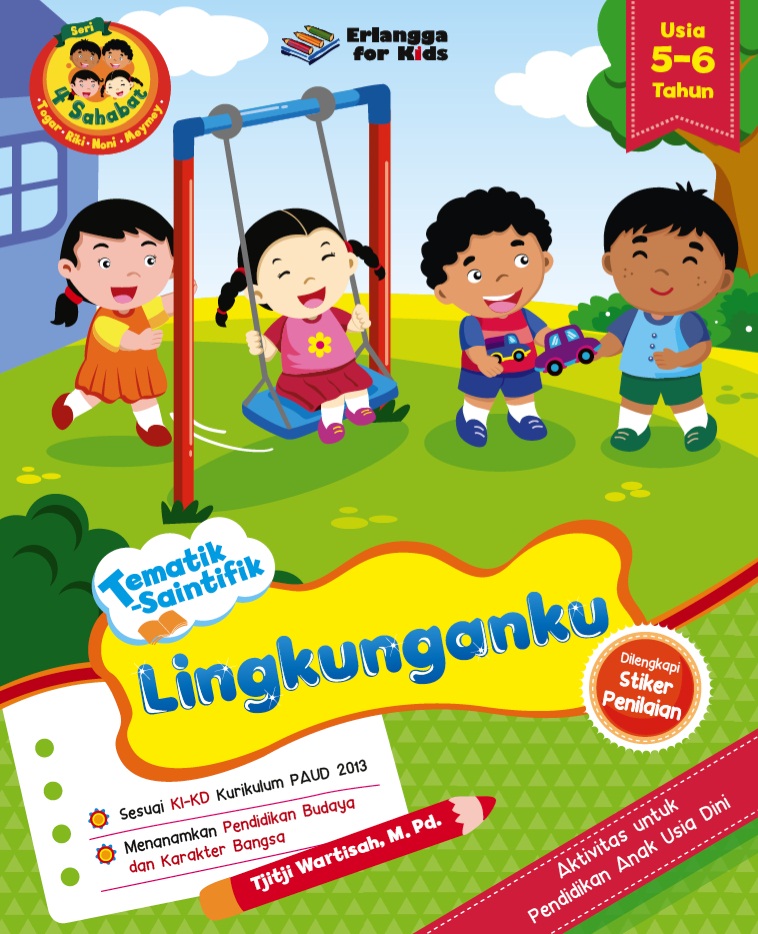 Seri
4 Sahabat
• Togar • Riki • Noni • Moymoy •
Erlangga
for Kids
Usia
5-6
Tahun
Tematik
-Saintifik
Lingkunganku
Dilengkapi
Stiker
Penilaian
Sesuai KI-KD Kurikulum PAUD 2013
Menanamkan Pendidikan Budaya
dan Karakter Bangsa
Tjitji Wartisah, M. Pd.
Aktivitas untuk
Pendidikan Anak Usia Dini